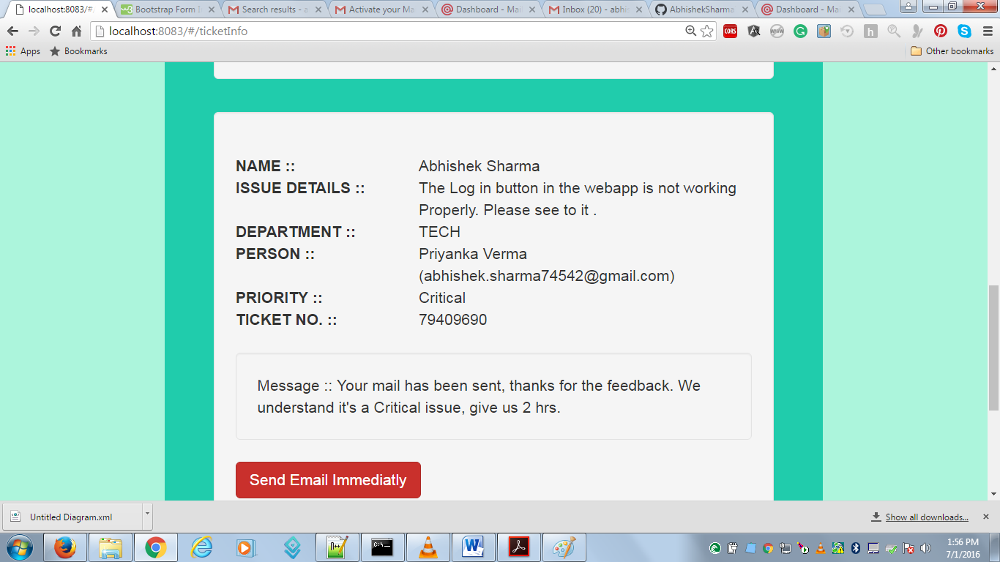 localhost:8083/#/
Bootstrap Form I
Search results - a
Activate your Ma
Dashboard - Mai
Inbox (20) - abhis
AbhishekSharma
Dashboard - Mai
localhost:8083/#/ticketInfo
Apps
Bookmarks
Other bookmarks
NAME :: Abhishek Sharma
ISSUE DETAILS :: The Log in button in the webapp is not working
Properly. Please see to it .
DEPARTMENT :: TECH
PERSON :: Priyanka Verma
(abhishek.sharma74542@gmail.com)
PRIORITY :: Critical
TICKET NO. :: 79409690
Message :: Your mail has been sent, thanks for the feedback. We
understand it's a Critical issue, give us 2 hrs.
Send Email Immediatly
Untitled Diagram.xml
Show all downloads...
1:56 PM
7/1/2016